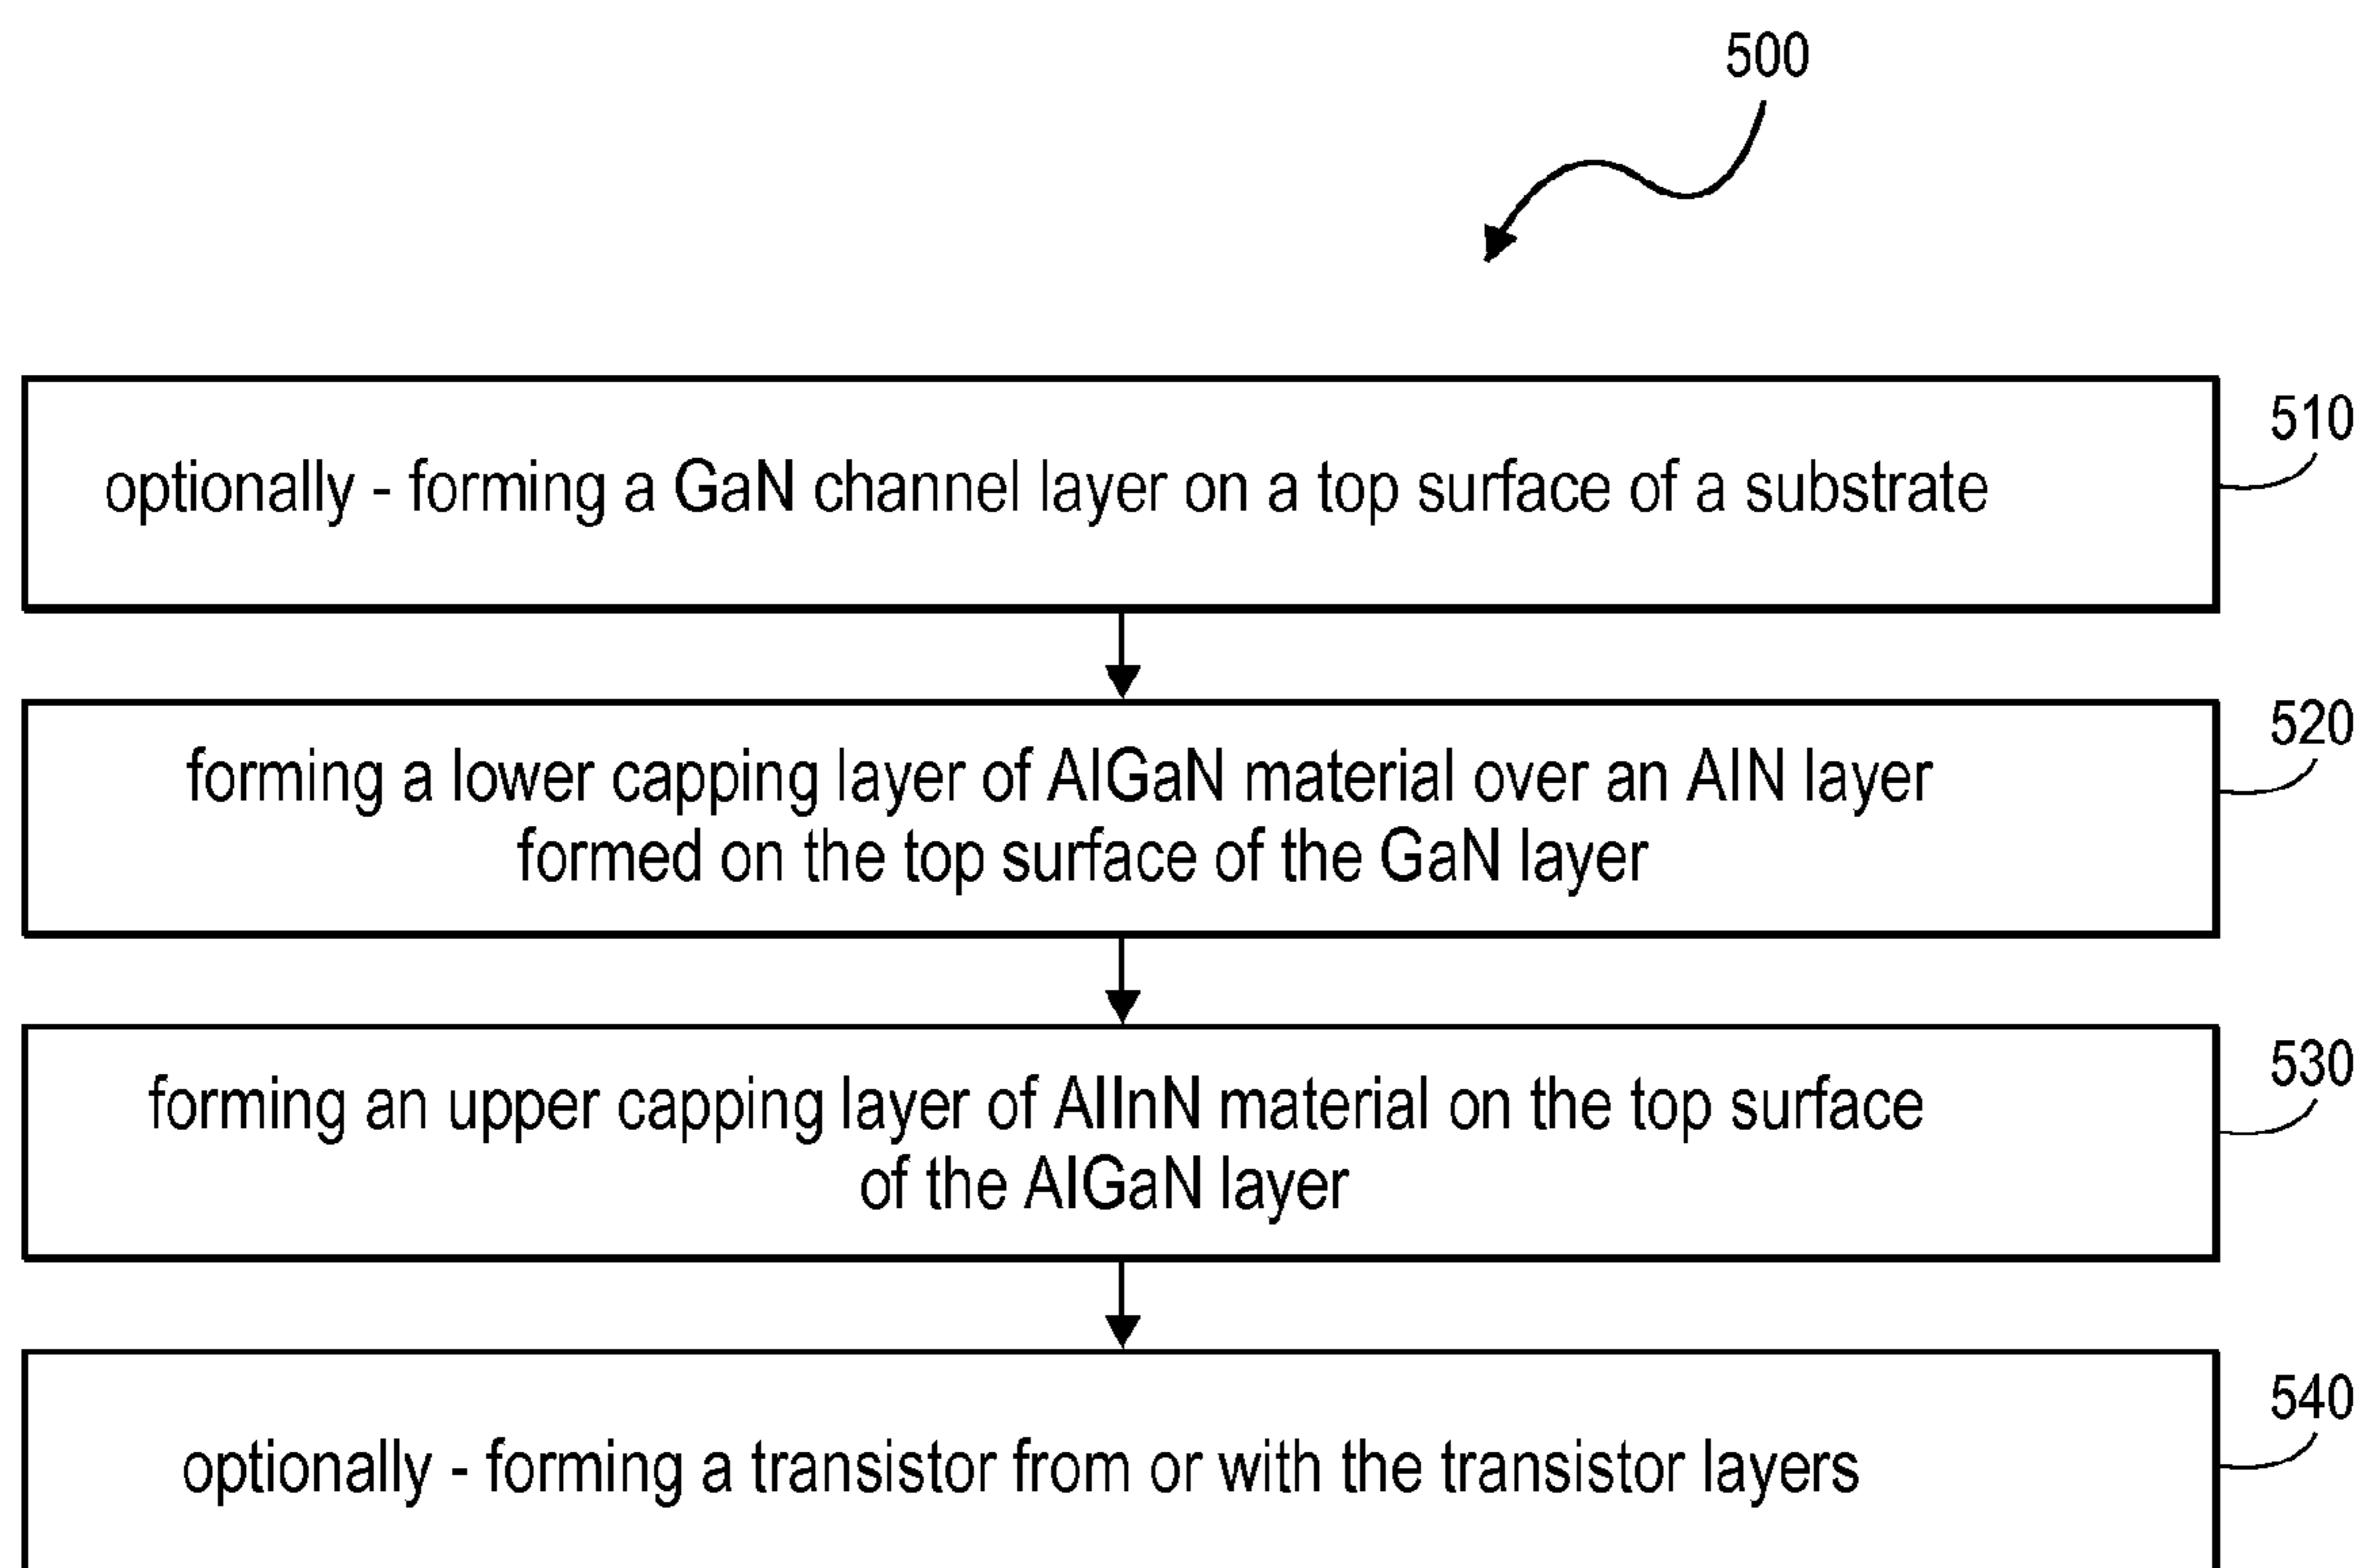 500
optionally - forming a GaN channel layer on a top surface of a substrate
510
forming a lower capping layer of AlGaN material over an AlN layer
formed on the top surface of the GaN layer
520
forming an upper capping layer of AlInN material on the top surface
of the AlGaN layer
530
optionally - forming a transistor from or with the transistor layers
540